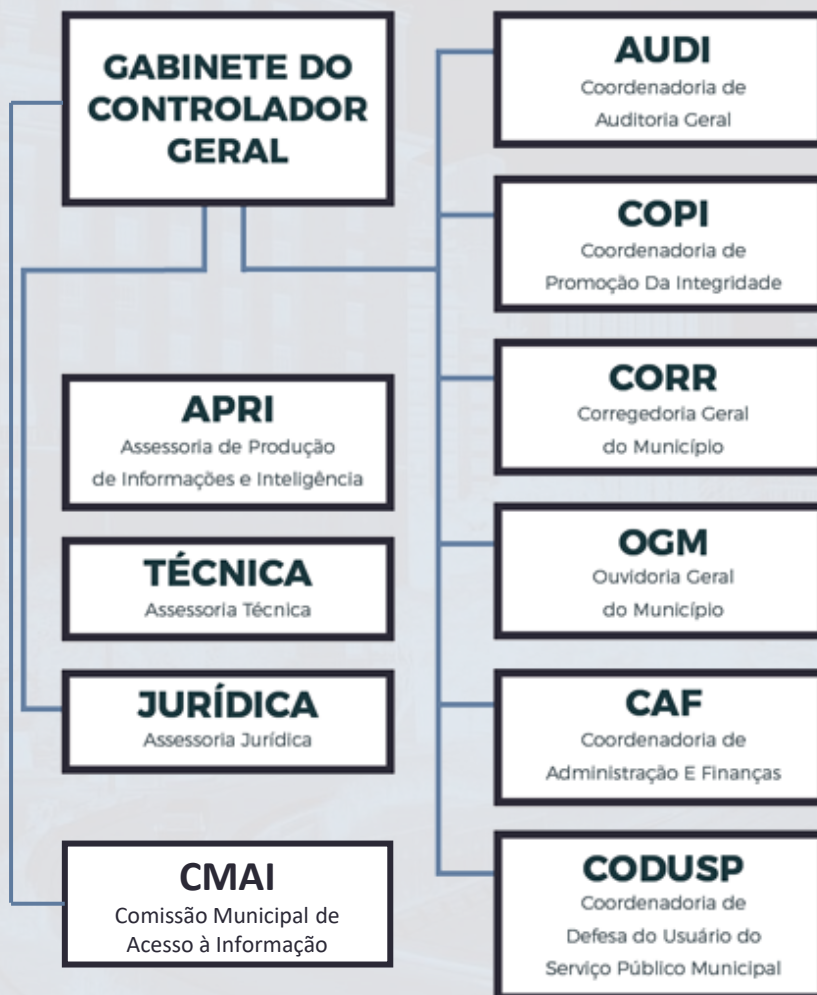 GABINETE DO
CONTROLADOR
GERAL
APRI
Assessoria de Produção
de Informações e Inteligência
TÉCNICA
Assessoria Técnica
JURÍDICA
Assessoria Jurídica
CMAI
Comissão Municipal de
Acesso à Informação
AUDI
Coordenadoria de
Auditoria Geral
COPI
Coordenadoria de
Promoção Da Integridade
CORR
Corregedoria Geral
do Município
OGM
Ouvidoria Geral
do Município
CAF
Coordenadoria de
Administração E Finanças
CODUSP
Coordenadoria de
Defesa do Usuário do
Serviço Público Municipal